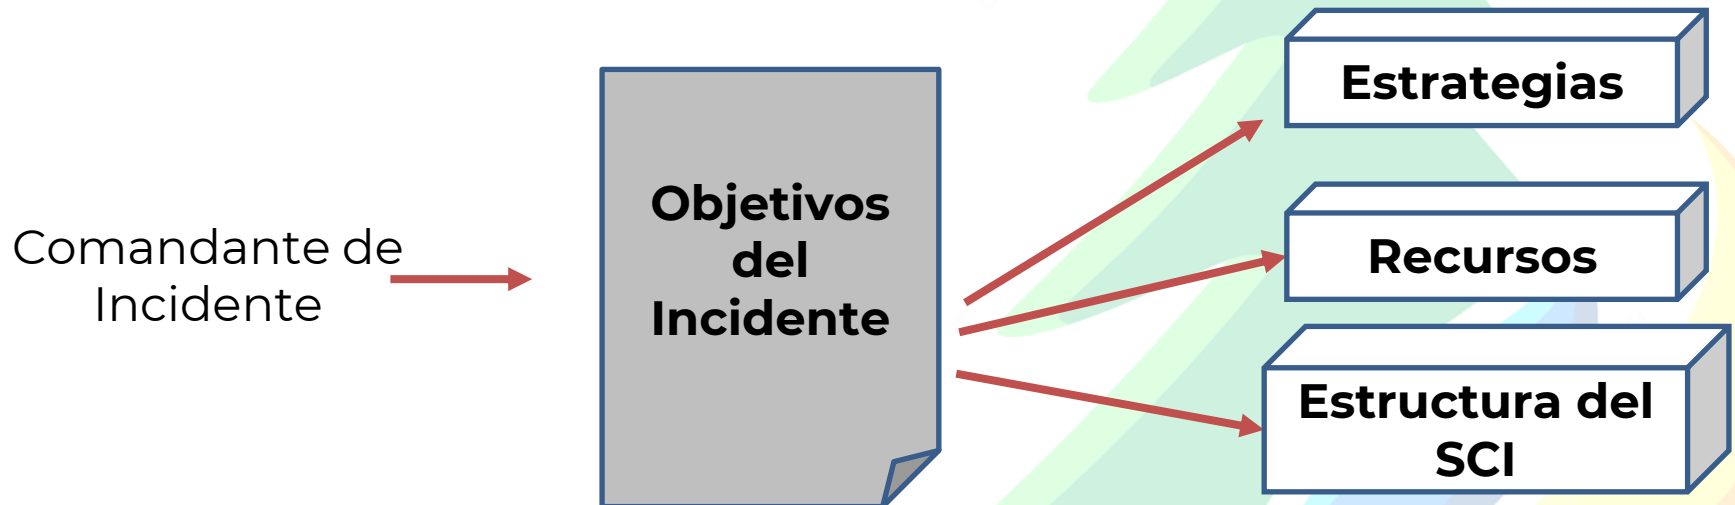 Comandante de
Incidente
Objetivos
del
Incidente
Estrategias
Recursos
Estructura del
SCI